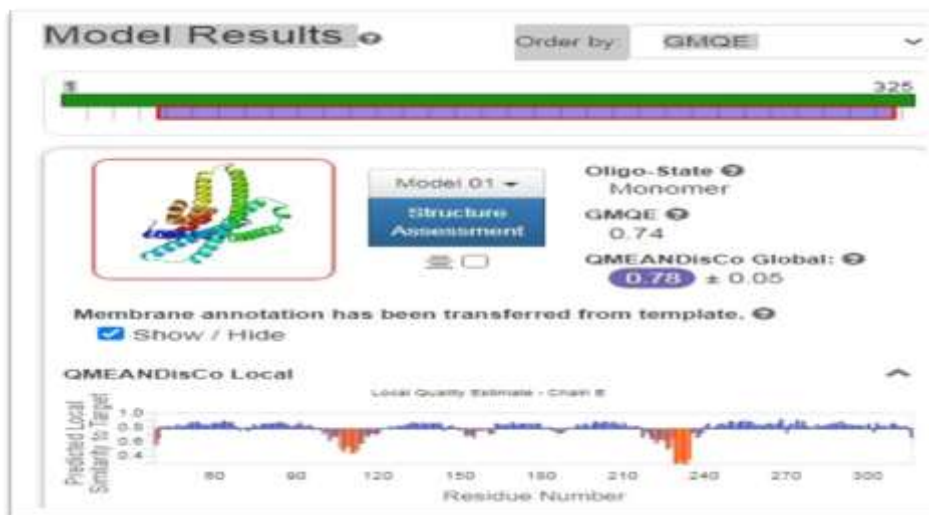 Model Results
Order by: GMQE
1 325
Model 01
Structure
Assessment
Oligo-State
Monomer
GMQE
0.74
QMEANDisCo Global:
0.78 ± 0.05
Membrane annotation has been transferred from template.
Show / Hide
QMEANDisCo Local
Local Quality Estimate - Chain B
Predicted Local
Similarity to Target
1.0
0.8
0.6
0.4
60 90 120 150 180 210 240 270 300
Residue Number